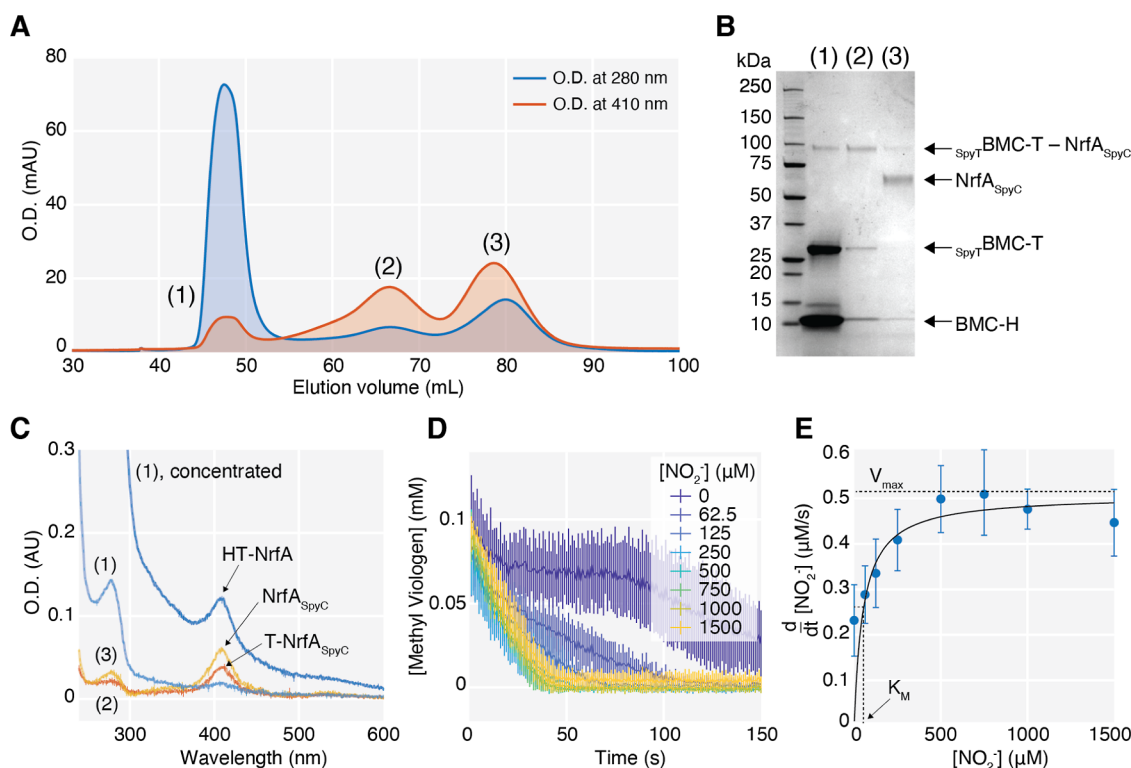 A
O.D. (mAU)
80
60
40
20
0
30 40 50 60 70 80 90 100
Elution volume (mL)
O.D. at 280 nm
O.D. at 410 nm
(1)
(2)
(3)
B
kDa
(1) (2) (3)
250
150
100
75
50
37
25
20
15
10
SpyTBMC-T – NrfASpyC
NrfASpyC
SpyTBMC-T
BMC-H
C
O.D. (AU)
0.3
0.2
0.1
0
300 400 500 600
Wavelength (nm)
(1), concentrated
(1)
HT-NrfA
NrfASpyC
T-NrfASpyC
(3)
(2)
D
[Methyl Viologen] (mM)
0.1
0.05
0
0 50 100 150
Time (s)
[NO2-] (μM)
0
62.5
125
250
500
750
1000
1500
E
d/dt [NO2-] (μM/s)
0.6
0.5
0.4
0.3
0.2
0.1
0
0 500 1000 1500
[NO2-] (μM)
Vmax
KM